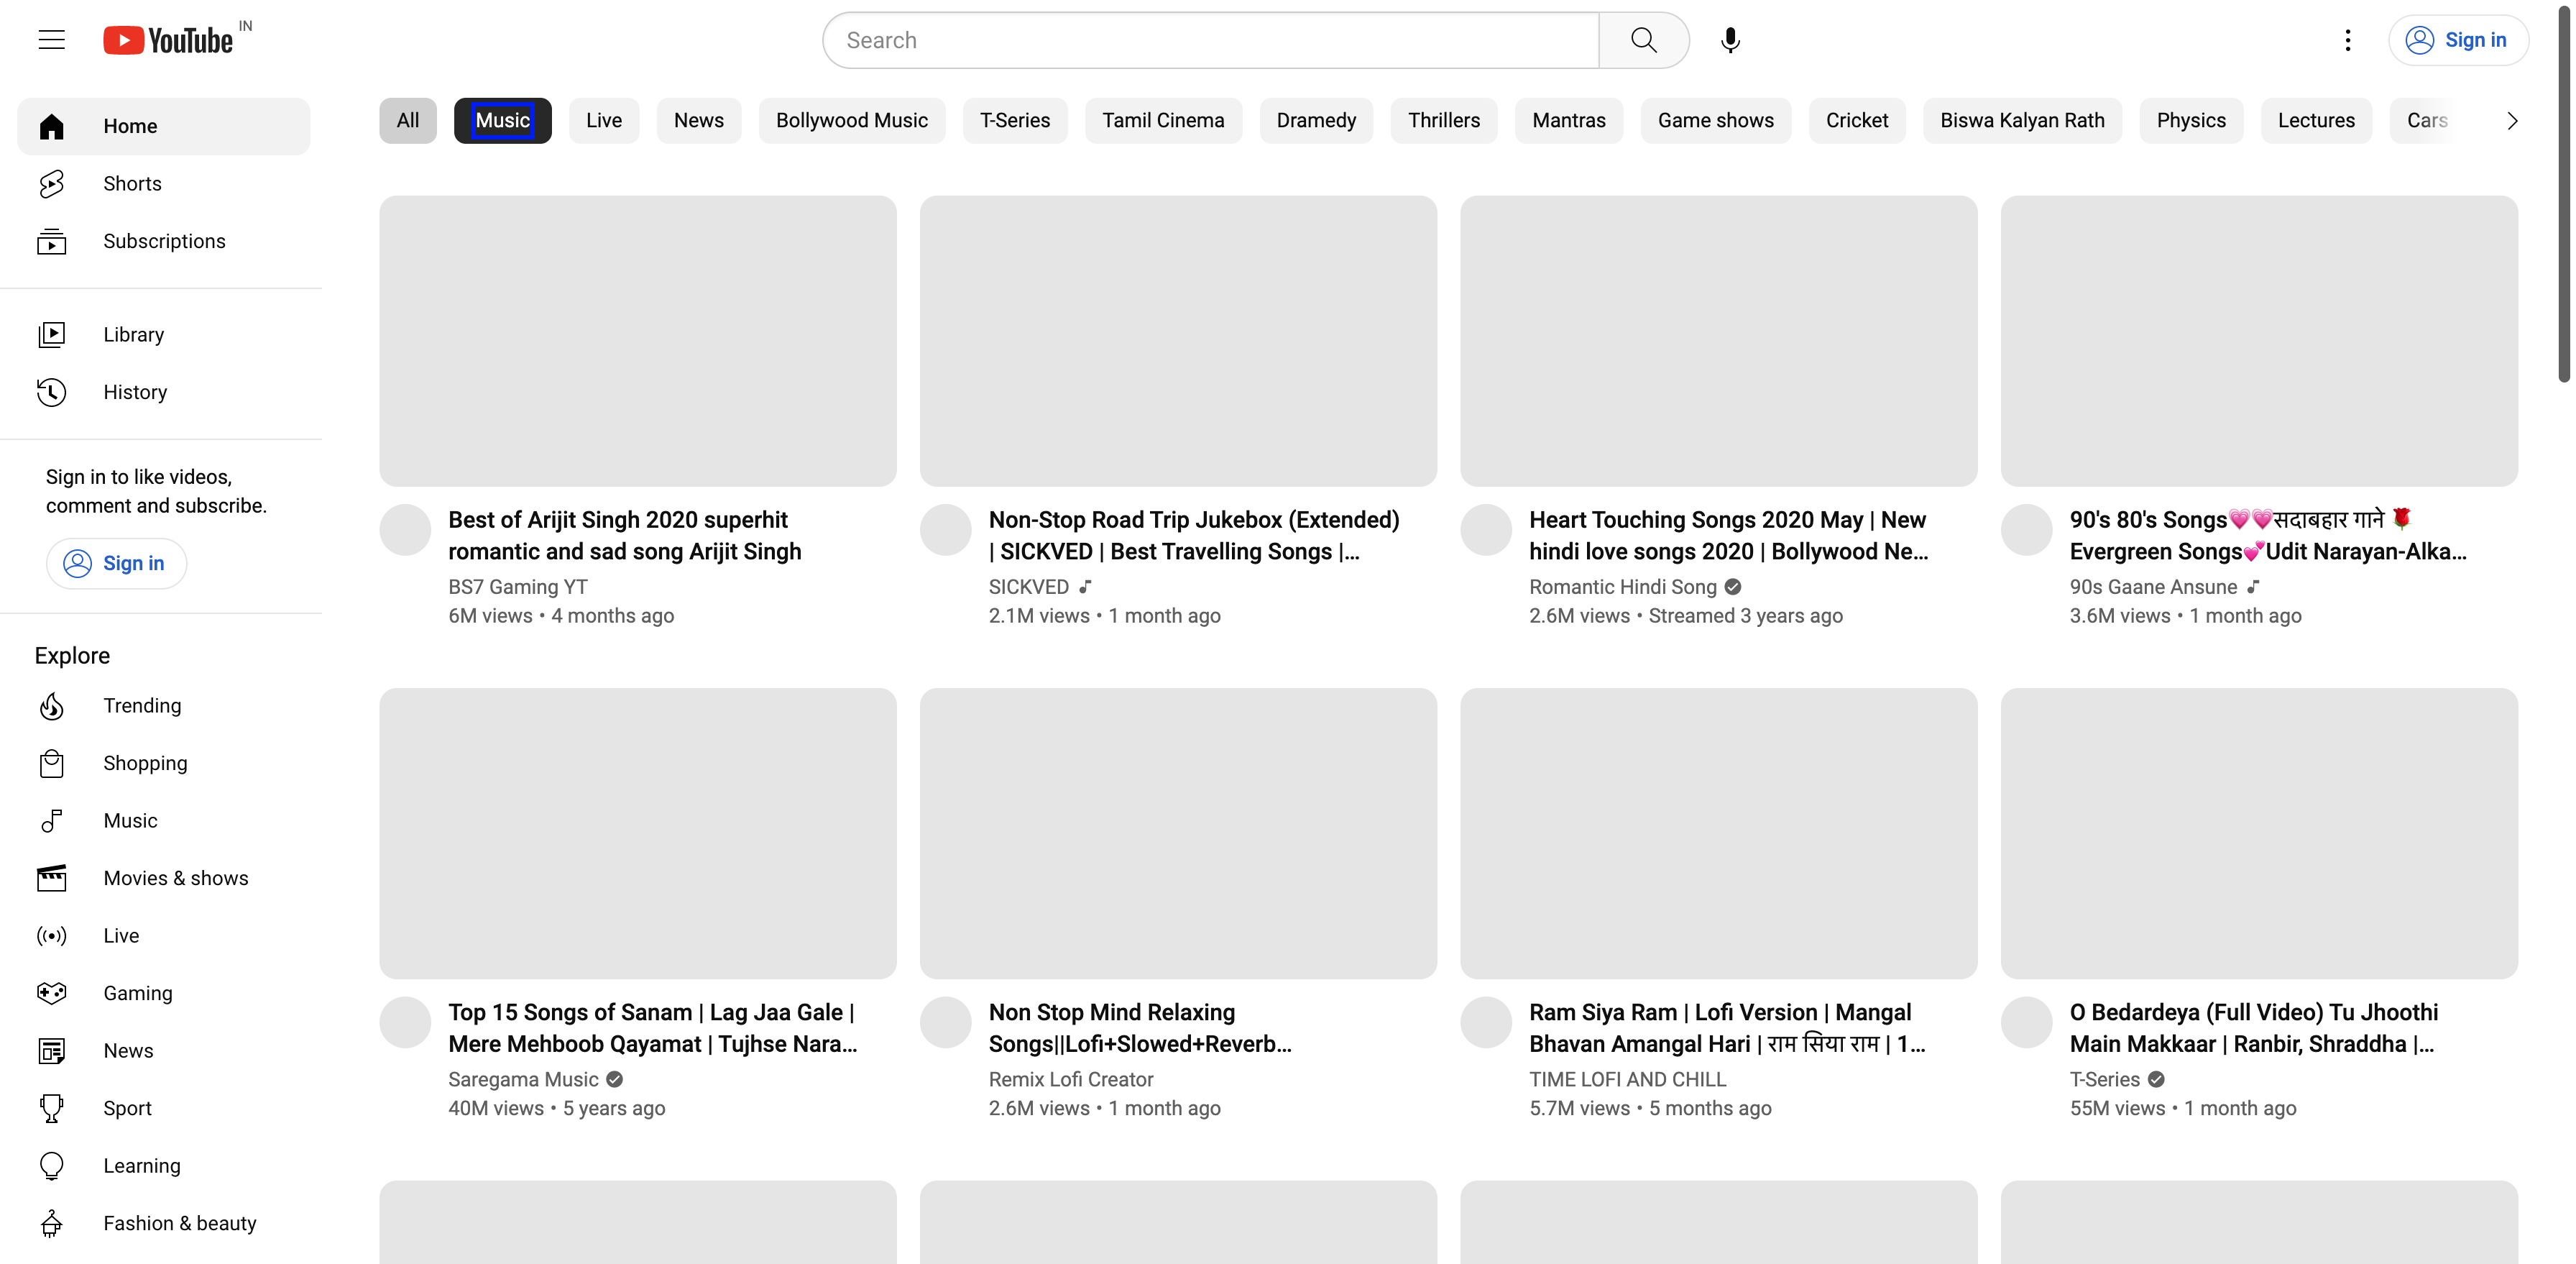 YouTube IN
Search
Sign in
Home
Shorts
Subscriptions
Library
History
Sign in to like videos,
comment and subscribe.
Sign in
Explore
Trending
Shopping
Music
Movies & shows
Live
Gaming
News
Sport
Learning
Fashion & beauty
All Music Live News Bollywood Music T-Series Tamil Cinema Dramedy Thrillers Mantras Game shows Cricket Biswa Kalyan Rath Physics Lectures Cars
Best of Arijit Singh 2020 superhit
romantic and sad song Arijit Singh
BS7 Gaming YT
6M views • 4 months ago
Non-Stop Road Trip Jukebox (Extended)
| SICKVED | Best Travelling Songs |...
SICKVED
2.1M views • 1 month ago
Heart Touching Songs 2020 May | New
hindi love songs 2020 | Bollywood Ne...
Romantic Hindi Song
2.6M views • Streamed 3 years ago
90's 80's Songs💗💗सदाबहार गाने 🌹
Evergreen Songs💕Udit Narayan-Alka...
90s Gaane Ansune
3.6M views • 1 month ago
Top 15 Songs of Sanam | Lag Jaa Gale |
Mere Mehboob Qayamat | Tujhse Nara...
Saregama Music
40M views • 5 years ago
Non Stop Mind Relaxing
Songs||Lofi+Slowed+Reverb...
Remix Lofi Creator
2.6M views • 1 month ago
Ram Siya Ram | Lofi Version | Mangal
Bhavan Amangal Hari | राम सिया राम | 1...
TIME LOFI AND CHILL
5.7M views • 5 months ago
O Bedardeya (Full Video) Tu Jhoothi
Main Makkaar | Ranbir, Shraddha |...
T-Series
55M views • 1 month ago